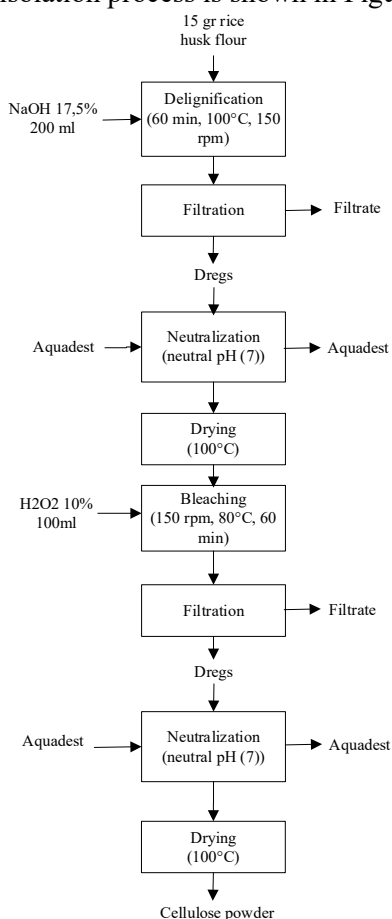 isolation process is shown in Figu
15 gr rice
husk flour
NaOH 17,5%
200 ml
Delignification
(60 min, 100°C, 150
rpm)
Filtration
Filtrate
Dregs
Aquadest
Neutralization
(neutral pH (7))
Aquadest
Drying
(100°C)
H2O2 10%
100ml
Bleaching
(150 rpm, 80°C, 60
min)
Filtration
Filtrate
Dregs
Aquadest
Neutralization
(neutral pH (7))
Aquadest
Drying
(100°C)
Cellulose powder